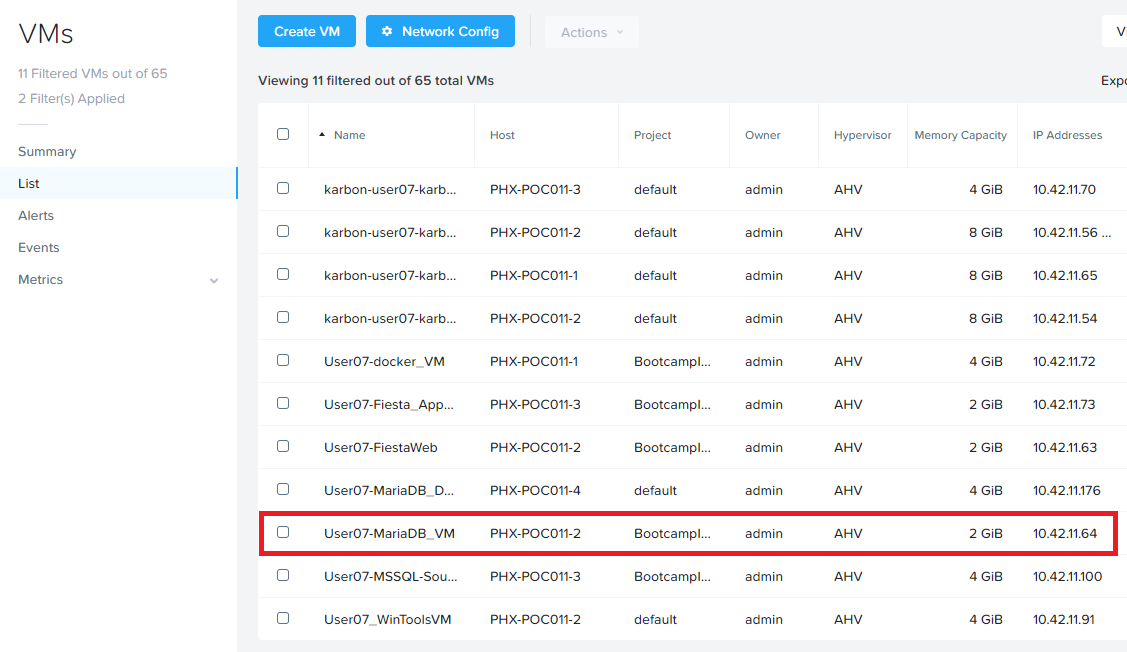 VMs
11 Filtered VMs out of 65
2 Filter(s) Applied
Summary
List
Alerts
Events
Metrics
Create VM Network Config Actions
Viewing 11 filtered out of 65 total VMs
Name Host Project Owner Hypervisor Memory Capacity IP Addresses
karbon-user07-karb... PHX-POC011-3 default admin AHV 4 GiB 10.42.11.70
karbon-user07-karb... PHX-POC011-2 default admin AHV 8 GiB 10.42.11.56 ...
karbon-user07-karb... PHX-POC011-1 default admin AHV 8 GiB 10.42.11.65
karbon-user07-karb... PHX-POC011-2 default admin AHV 8 GiB 10.42.11.54
User07-docker_VM PHX-POC011-1 BootcampI... admin AHV 4 GiB 10.42.11.72
User07-Fiesta_App... PHX-POC011-3 BootcampI... admin AHV 2 GiB 10.42.11.73
User07-FiestaWeb PHX-POC011-2 BootcampI... admin AHV 2 GiB 10.42.11.63
User07-MariaDB_D... PHX-POC011-4 default admin AHV 4 GiB 10.42.11.176
User07-MariaDB_VM PHX-POC011-2 BootcampI... admin AHV 2 GiB 10.42.11.64
User07-MSSQL-Sou... PHX-POC011-3 BootcampI... admin AHV 4 GiB 10.42.11.100
User07_WinToolsVM PHX-POC011-2 default admin AHV 4 GiB 10.42.11.91